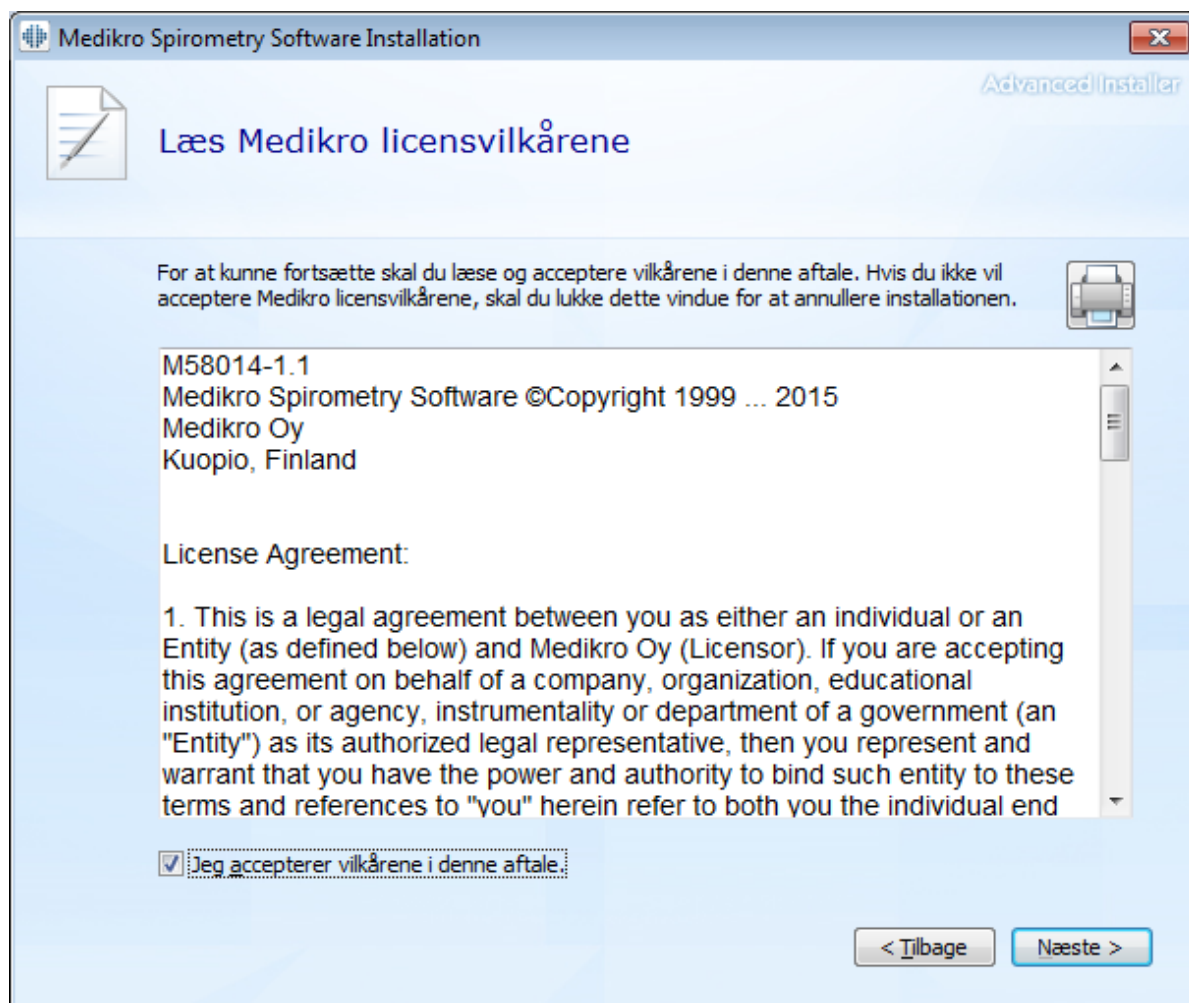 Medikro Spirometry Software Installation
Advanced Installer
Læs Medikro licensvilkårene
For at kunne fortsætte skal du læse og acceptere vilkårene i denne aftale. Hvis du ikke vil
acceptere Medikro licensvilkårene, skal du lukke dette vindue for at annullere installationen.
M58014-1.1
Medikro Spirometry Software ©Copyright 1999 ... 2015
Medikro Oy
Kuopio, Finland
License Agreement:
1. This is a legal agreement between you as either an individual or an
Entity (as defined below) and Medikro Oy (Licensor). If you are accepting
this agreement on behalf of a company, organization, educational
institution, or agency, instrumentality or department of a government (an
"Entity") as its authorized legal representative, then you represent and
warrant that you have the power and authority to bind such entity to these
terms and references to "you" herein refer to both you the individual end
Jeg accepterer vilkårene i denne aftale.
< Tilbage
Næste >